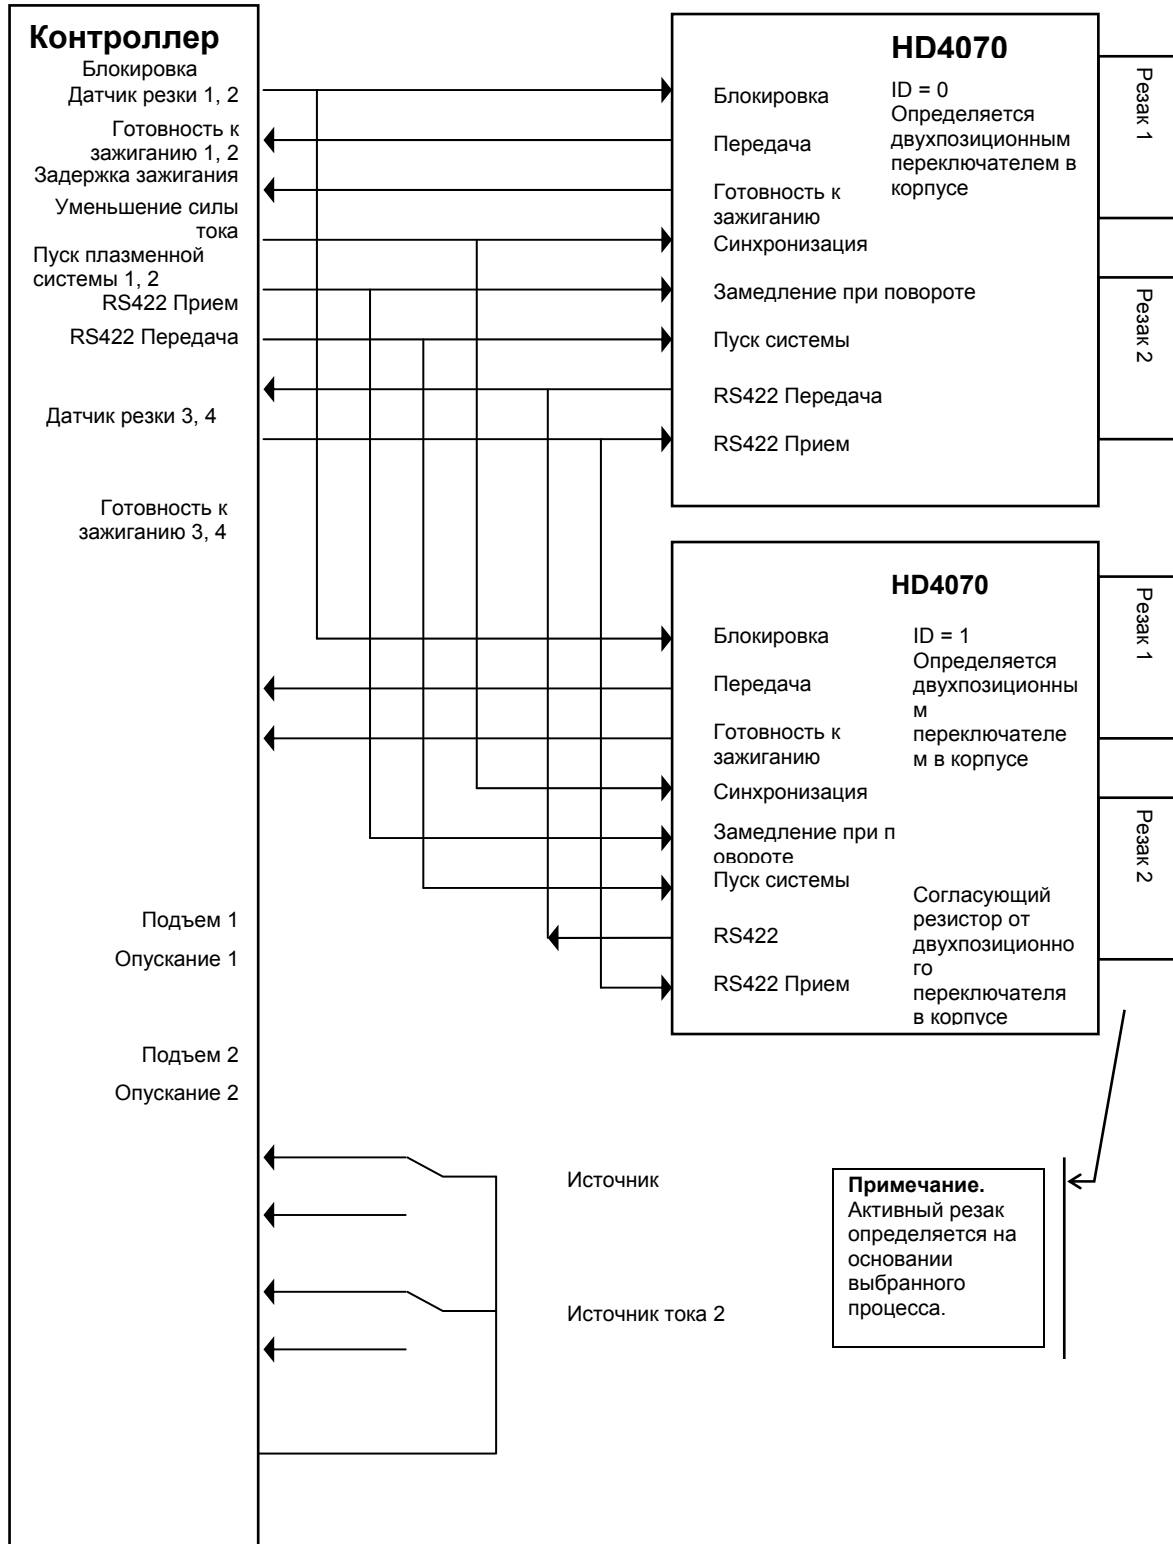 Контроллер
Блокировка
Датчик резки 1, 2
Готовность к
зажиганию 1, 2
Задержка зажигания
Уменьшение силы
тока
Пуск плазменной
системы 1, 2
RS422 Прием
RS422 Передача
Датчик резки 3, 4
Готовность к
зажиганию 3, 4
Подъем 1
Опускание 1
Подъем 2
Опускание 2
HD4070
Блокировка
Передача
Готовность к
зажиганию
Синхронизация
Замедление при повороте
Пуск системы
RS422 Передача
RS422 Прием
ID = 0
Определяется
двухпозиционным
переключателем в
корпусе
Резак 1
Резак 2
HD4070
Блокировка
Передача
Готовность к
зажиганию
Синхронизация
Замедление при п
овороте
Пуск системы
RS422
RS422 Прием
ID = 1
Определяется
двухпозиционны
м
переключателе
м в корпусе
Согласующий
резистор от
двухпозиционно
го
переключателя
в корпусе
Резак 1
Резак 2
Источник
Источник тока 2
Примечание.
Активный резак
определяется на
основании
выбранного
процесса.